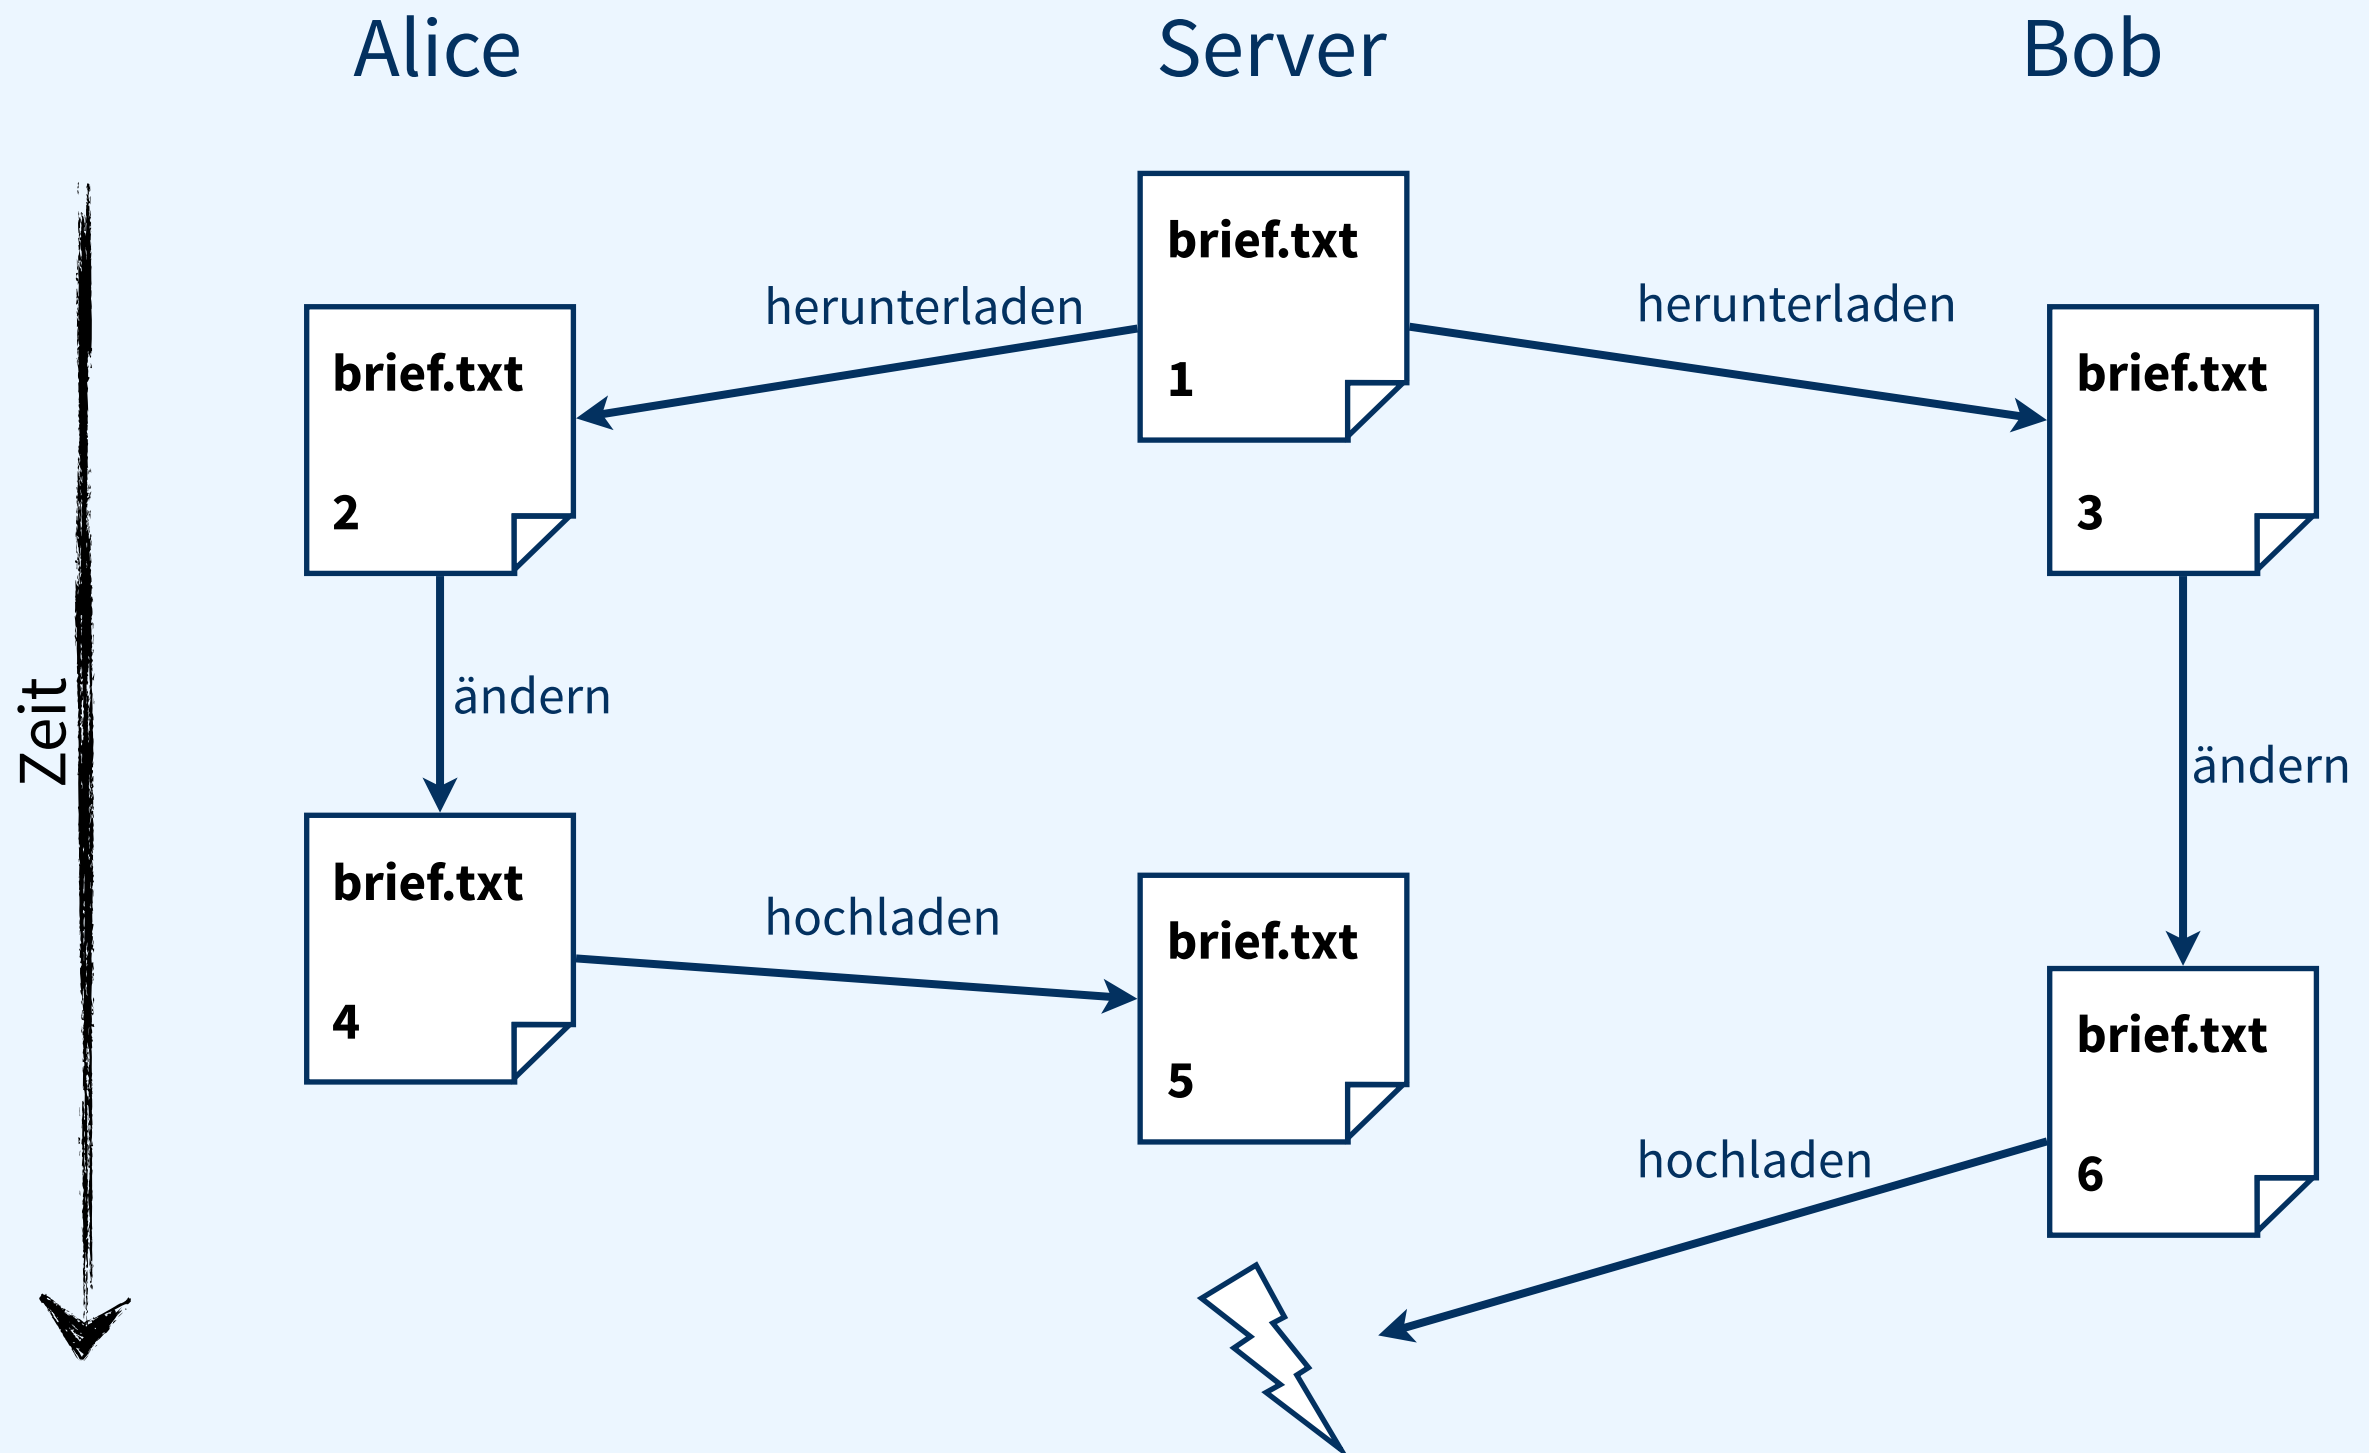 Alice
Server
Bob
brief.txt
1
herunterladen
herunterladen
brief.txt
2
brief.txt
3
Zeit
ändern
ändern
brief.txt
4
hochladen
brief.txt
5
brief.txt
6
hochladen